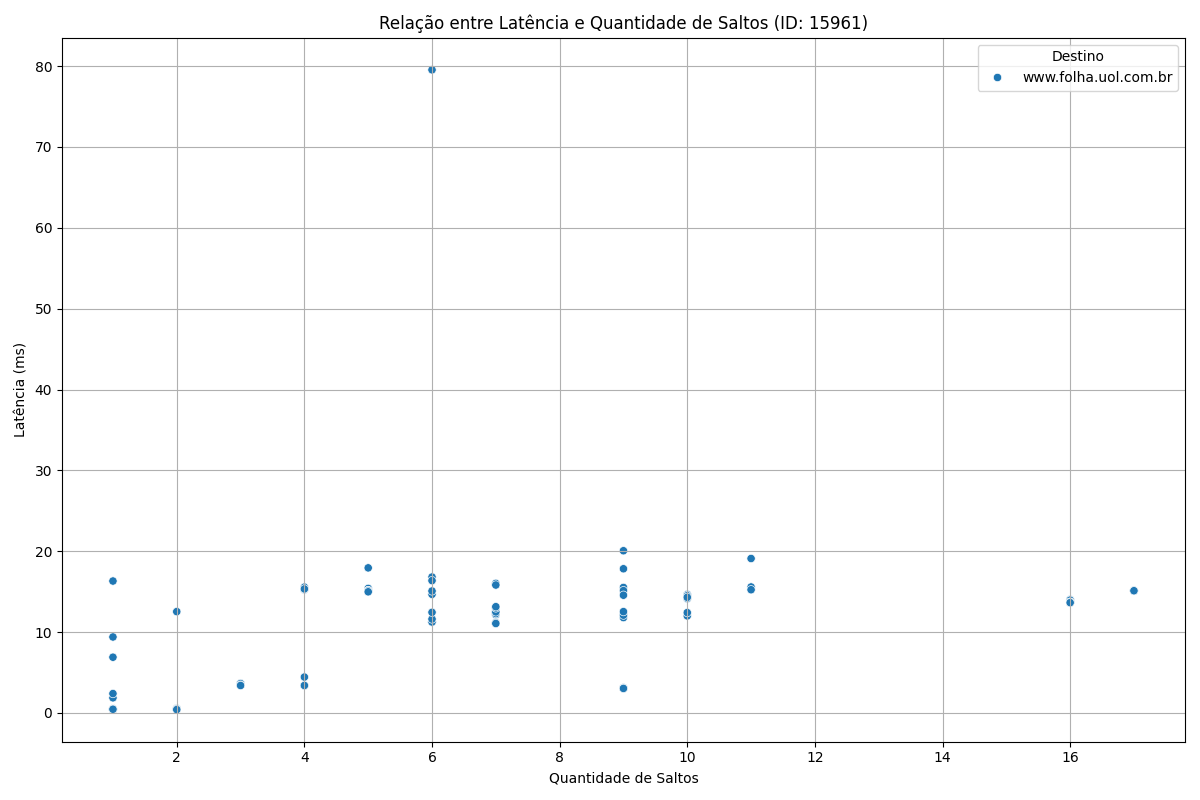 Relação entre Latência e Quantidade de Saltos (ID: 15961)
Destino
www.folha.uol.com.br
Latência (ms)
80
70
60
50
40
30
20
10
0
2 4 6 8 10 12 14 16
Quantidade de Saltos